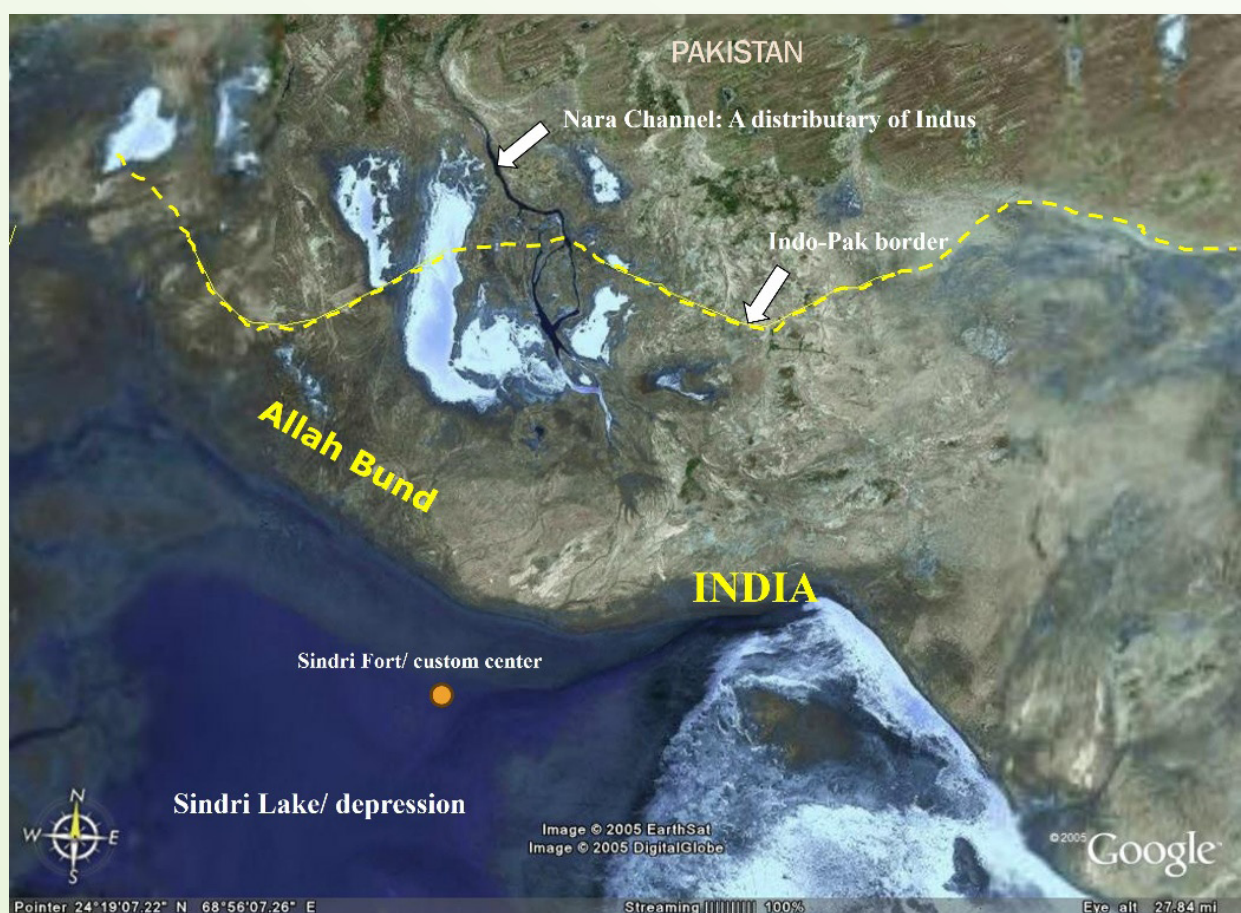 PAKISTAN
Nara Channel: A distributary of Indus
Indo-Pak border
Allah Bund
INDIA
Sindri Fort/ custom center
Sindri Lake/ depression
N
W
E
S
Image © 2005 EarthSat
Image © 2005 DigitalGlobe
©2005 Google™
Pointer 24°19'07.22" N 68°56'07.26" E
Streaming |||||||||| 100%
Eye alt 27.84 mi